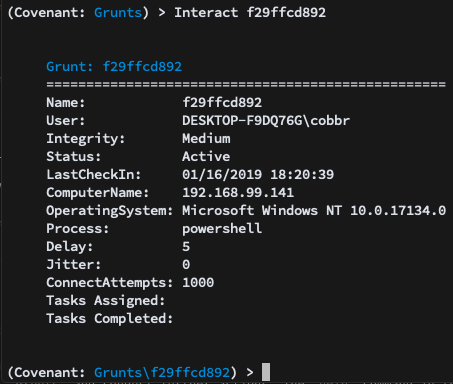 (Covenant: Grunts) > Interact f29ffcd892
Grunt: f29ffcd892
================================================
Name: f29ffcd892
User: DESKTOP-F9DQ76G\cobbr
Integrity: Medium
Status: Active
LastCheckIn: 01/16/2019 18:20:39
ComputerName: 192.168.99.141
OperatingSystem: Microsoft Windows NT 10.0.17134.0
Process: powershell
Delay: 5
Jitter: 0
ConnectAttempts: 1000
Tasks Assigned:
Tasks Completed:
(Covenant: Grunts\f29ffcd892) >